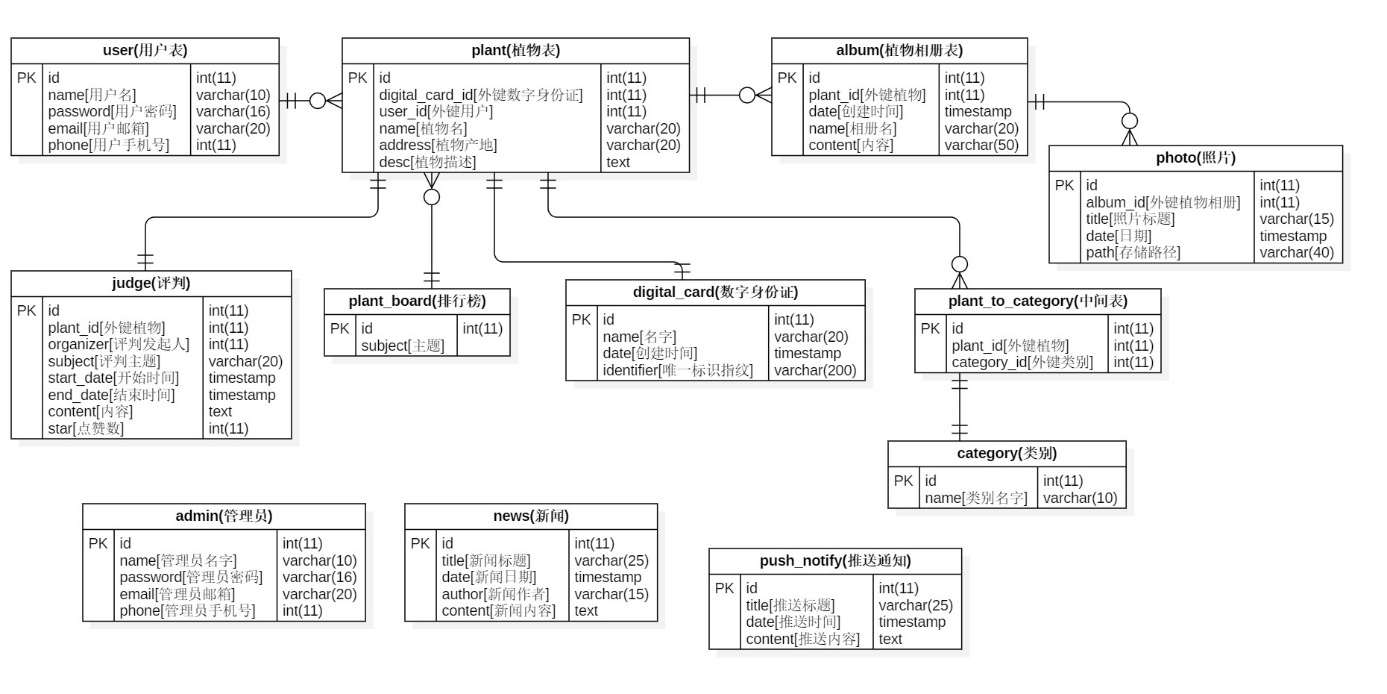 user(用户表)
PK id int(11)
name[用户名] varchar(10)
password[用户密码] varchar(16)
email[用户邮箱] varchar(20)
phone[用户手机号] int(11)
plant(植物表)
PK id int(11)
digital_card_id[外键数字身份证] int(11)
user_id[外键用户] int(11)
name[植物名] varchar(20)
address[植物产地] varchar(20)
desc[植物描述] text
album(植物相册表)
PK id int(11)
plant_id[外键植物] int(11)
date[创建时间] timestamp
name[相册名] varchar(20)
content[内容] varchar(50)
photo(照片)
PK id int(11)
album_id[外键植物相册] int(11)
title[照片标题] varchar(15)
date[日期] timestamp
path[存储路径] varchar(40)
judge(评判)
PK id int(11)
plant_id[外键植物] int(11)
organizer[评判发起人] int(11)
subject[评判主题] varchar(20)
start_date[开始时间] timestamp
end_date[结束时间] timestamp
content[内容] text
star[点赞数] int(11)
plant_board(排行榜)
PK id int(11)
subject[主题]
digital_card(数字身份证)
PK id int(11)
name[名字] varchar(20)
date[创建时间] timestamp
identifier[唯一标识指纹] varchar(200)
plant_to_category(中间表)
PK id int(11)
plant_id[外键植物] int(11)
category_id[外键类别] int(11)
category(类别)
PK id int(11)
name[类别名字] varchar(10)
admin(管理员)
PK id int(11)
name[管理员名字] varchar(10)
password[管理员密码] varchar(16)
email[管理员邮箱] varchar(20)
phone[管理员手机号] int(11)
news(新闻)
PK id int(11)
title[新闻标题] varchar(25)
date[新闻日期] timestamp
author[新闻作者] varchar(15)
content[新闻内容] text
push_notify(推送通知)
PK id int(11)
title[推送标题] varchar(25)
date[推送时间] timestamp
content[推送内容] text